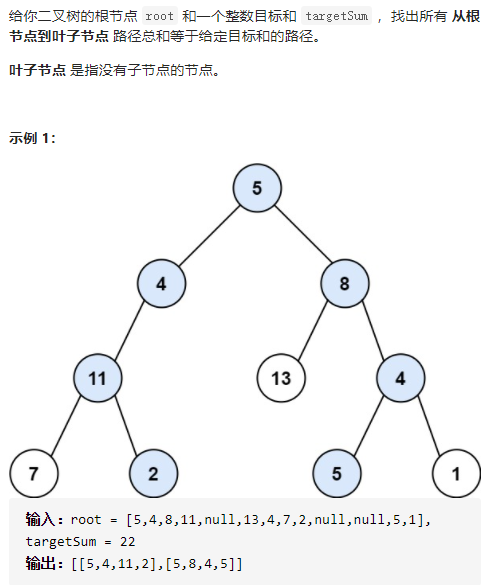 给你二叉树的根节点 root 和一个整数目标和 targetSum ，找出所有 从根
节点到叶子节点 路径总和等于给定目标和的路径。
叶子节点 是指没有子节点的节点。
示例 1：
5
4 8
11 13 4
7 2 5 1
输入：root = [5,4,8,11,null,13,4,7,2,null,null,5,1],
targetSum = 22
输出：[[5,4,11,2],[5,8,4,5]]